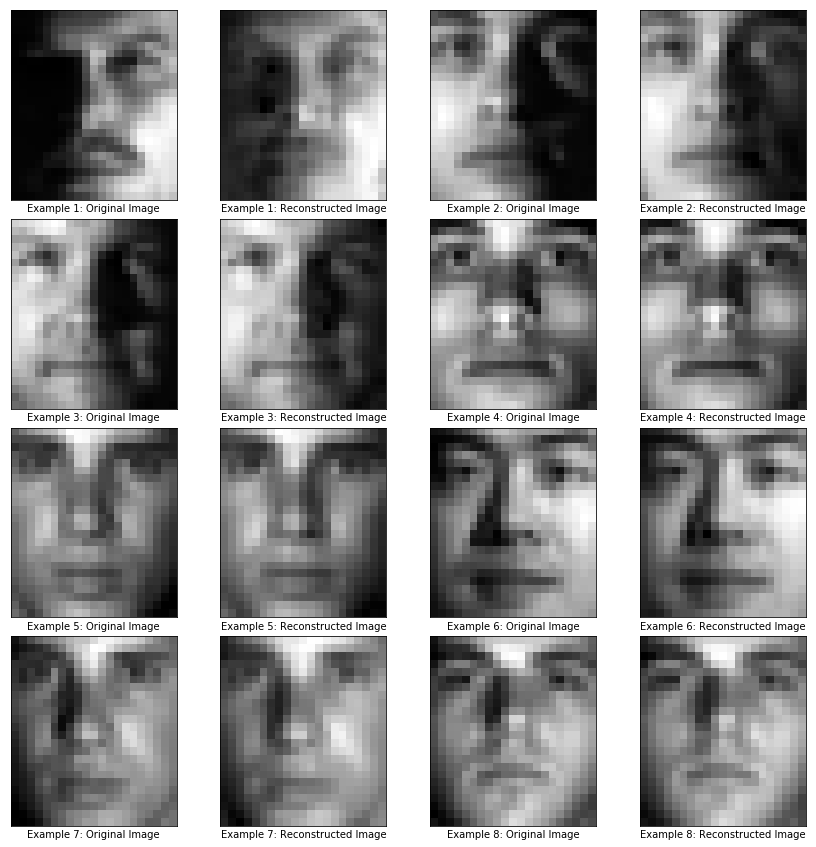 Example 1: Original Image
Example 1: Reconstructed Image
Example 2: Original Image
Example 2: Reconstructed Image
Example 3: Original Image
Example 3: Reconstructed Image
Example 4: Original Image
Example 4: Reconstructed Image
Example 5: Original Image
Example 5: Reconstructed Image
Example 6: Original Image
Example 6: Reconstructed Image
Example 7: Original Image
Example 7: Reconstructed Image
Example 8: Original Image
Example 8: Reconstructed Image